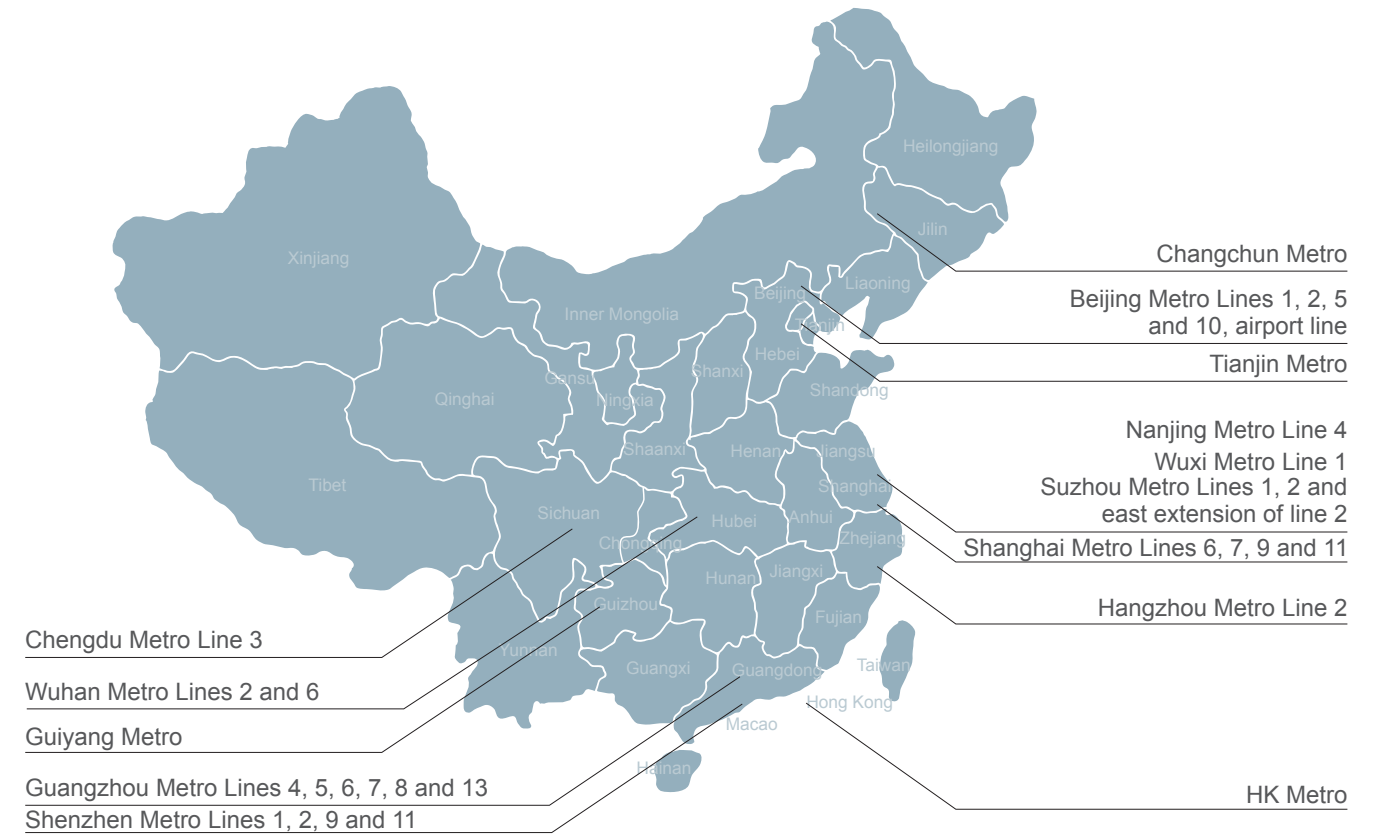 Heilongjiang
Jilin
Xinjiang
Liaoning
Beijing
Inner Mongolia
Tianjin
Hebei
Shanxi
Gansu
Shandong
Qinghai
Ningxia
Shaanxi
Henan
Jiangsu
Tibet
Shanghai
Sichuan
Hubei
Anhui
Chongqing
Zhejiang
Hunan
Jiangxi
Guizhou
Fujian
Yunnan
Guangxi
Guangdong
Taiwan
Hong Kong
Macao
Hainan
Changchun Metro
Beijing Metro Lines 1, 2, 5
and 10, airport line
Tianjin Metro
Nanjing Metro Line 4
Wuxi Metro Line 1
Suzhou Metro Lines 1, 2 and
east extension of line 2
Shanghai Metro Lines 6, 7, 9 and 11
Hangzhou Metro Line 2
HK Metro
Chengdu Metro Line 3
Wuhan Metro Lines 2 and 6
Guiyang Metro
Guangzhou Metro Lines 4, 5, 6, 7, 8 and 13
Shenzhen Metro Lines 1, 2, 9 and 11